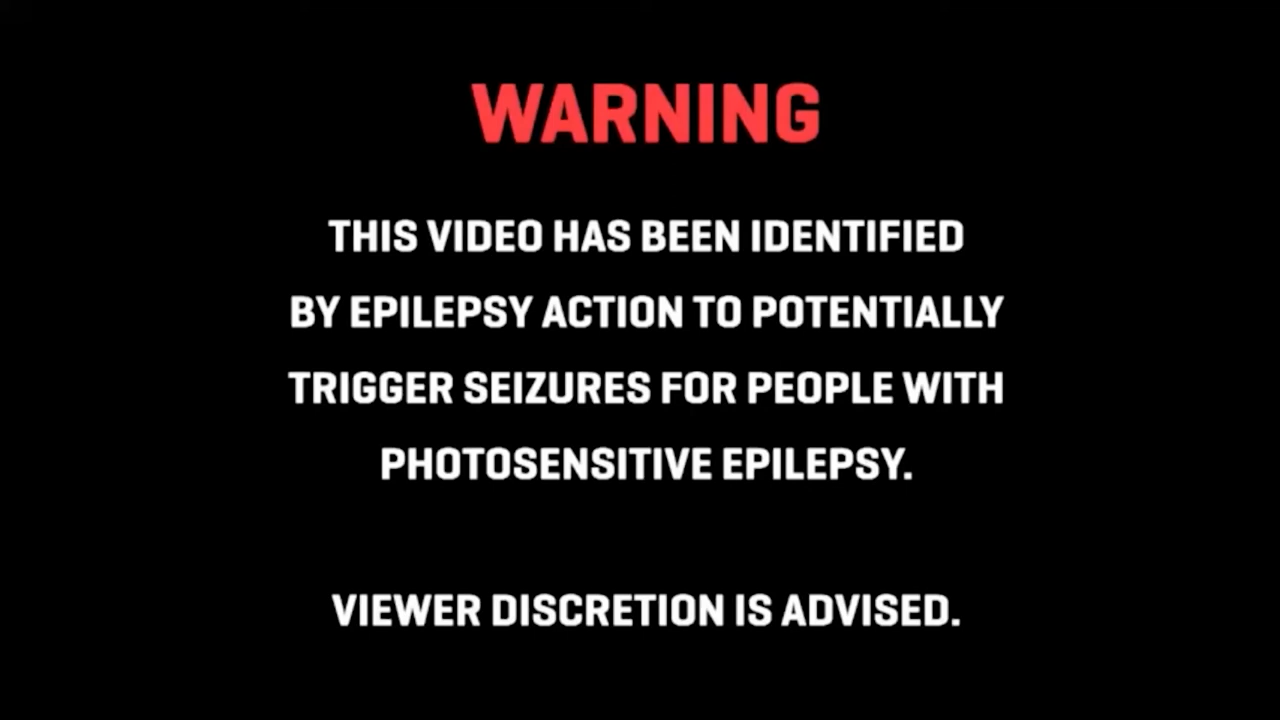 WARNING
THIS VIDEO HAS BEEN IDENTIFIED
BY EPILEPSY ACTION TO POTENTIALLY
TRIGGER SEIZURES FOR PEOPLE WITH
PHOTOSENSITIVE EPILEPSY.
VIEWER DISCRETION IS ADVISED.